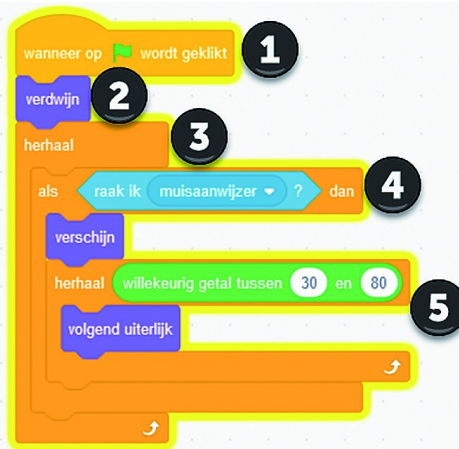 wanneer op wordt geklikt 1
verdwijn 2
herhaal 3
als raak ik muisaanwijzer ? dan 4
verschijn
herhaal willekeurig getal tussen 30 en 80 5
volgend uiterlijk